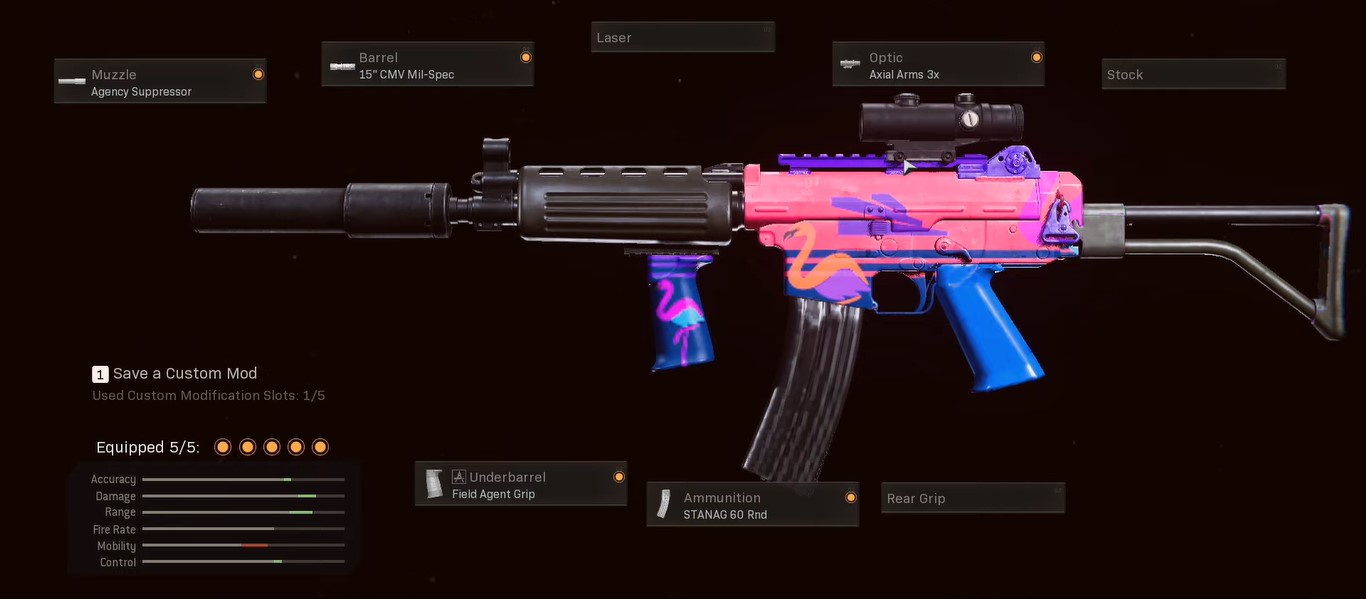 Laser
Barrel
15" CMV Mil-Spec
Optic
Axial Arms 3x
Muzzle
Agency Suppressor
Stock
1 Save a Custom Mod
Used Custom Modification Slots: 1/5
Equipped 5/5:
Accuracy
Damage
Range
Fire Rate
Mobility
Control
Underbarrel
Field Agent Grip
Ammunition
STANAG 60 Rnd
Rear Grip